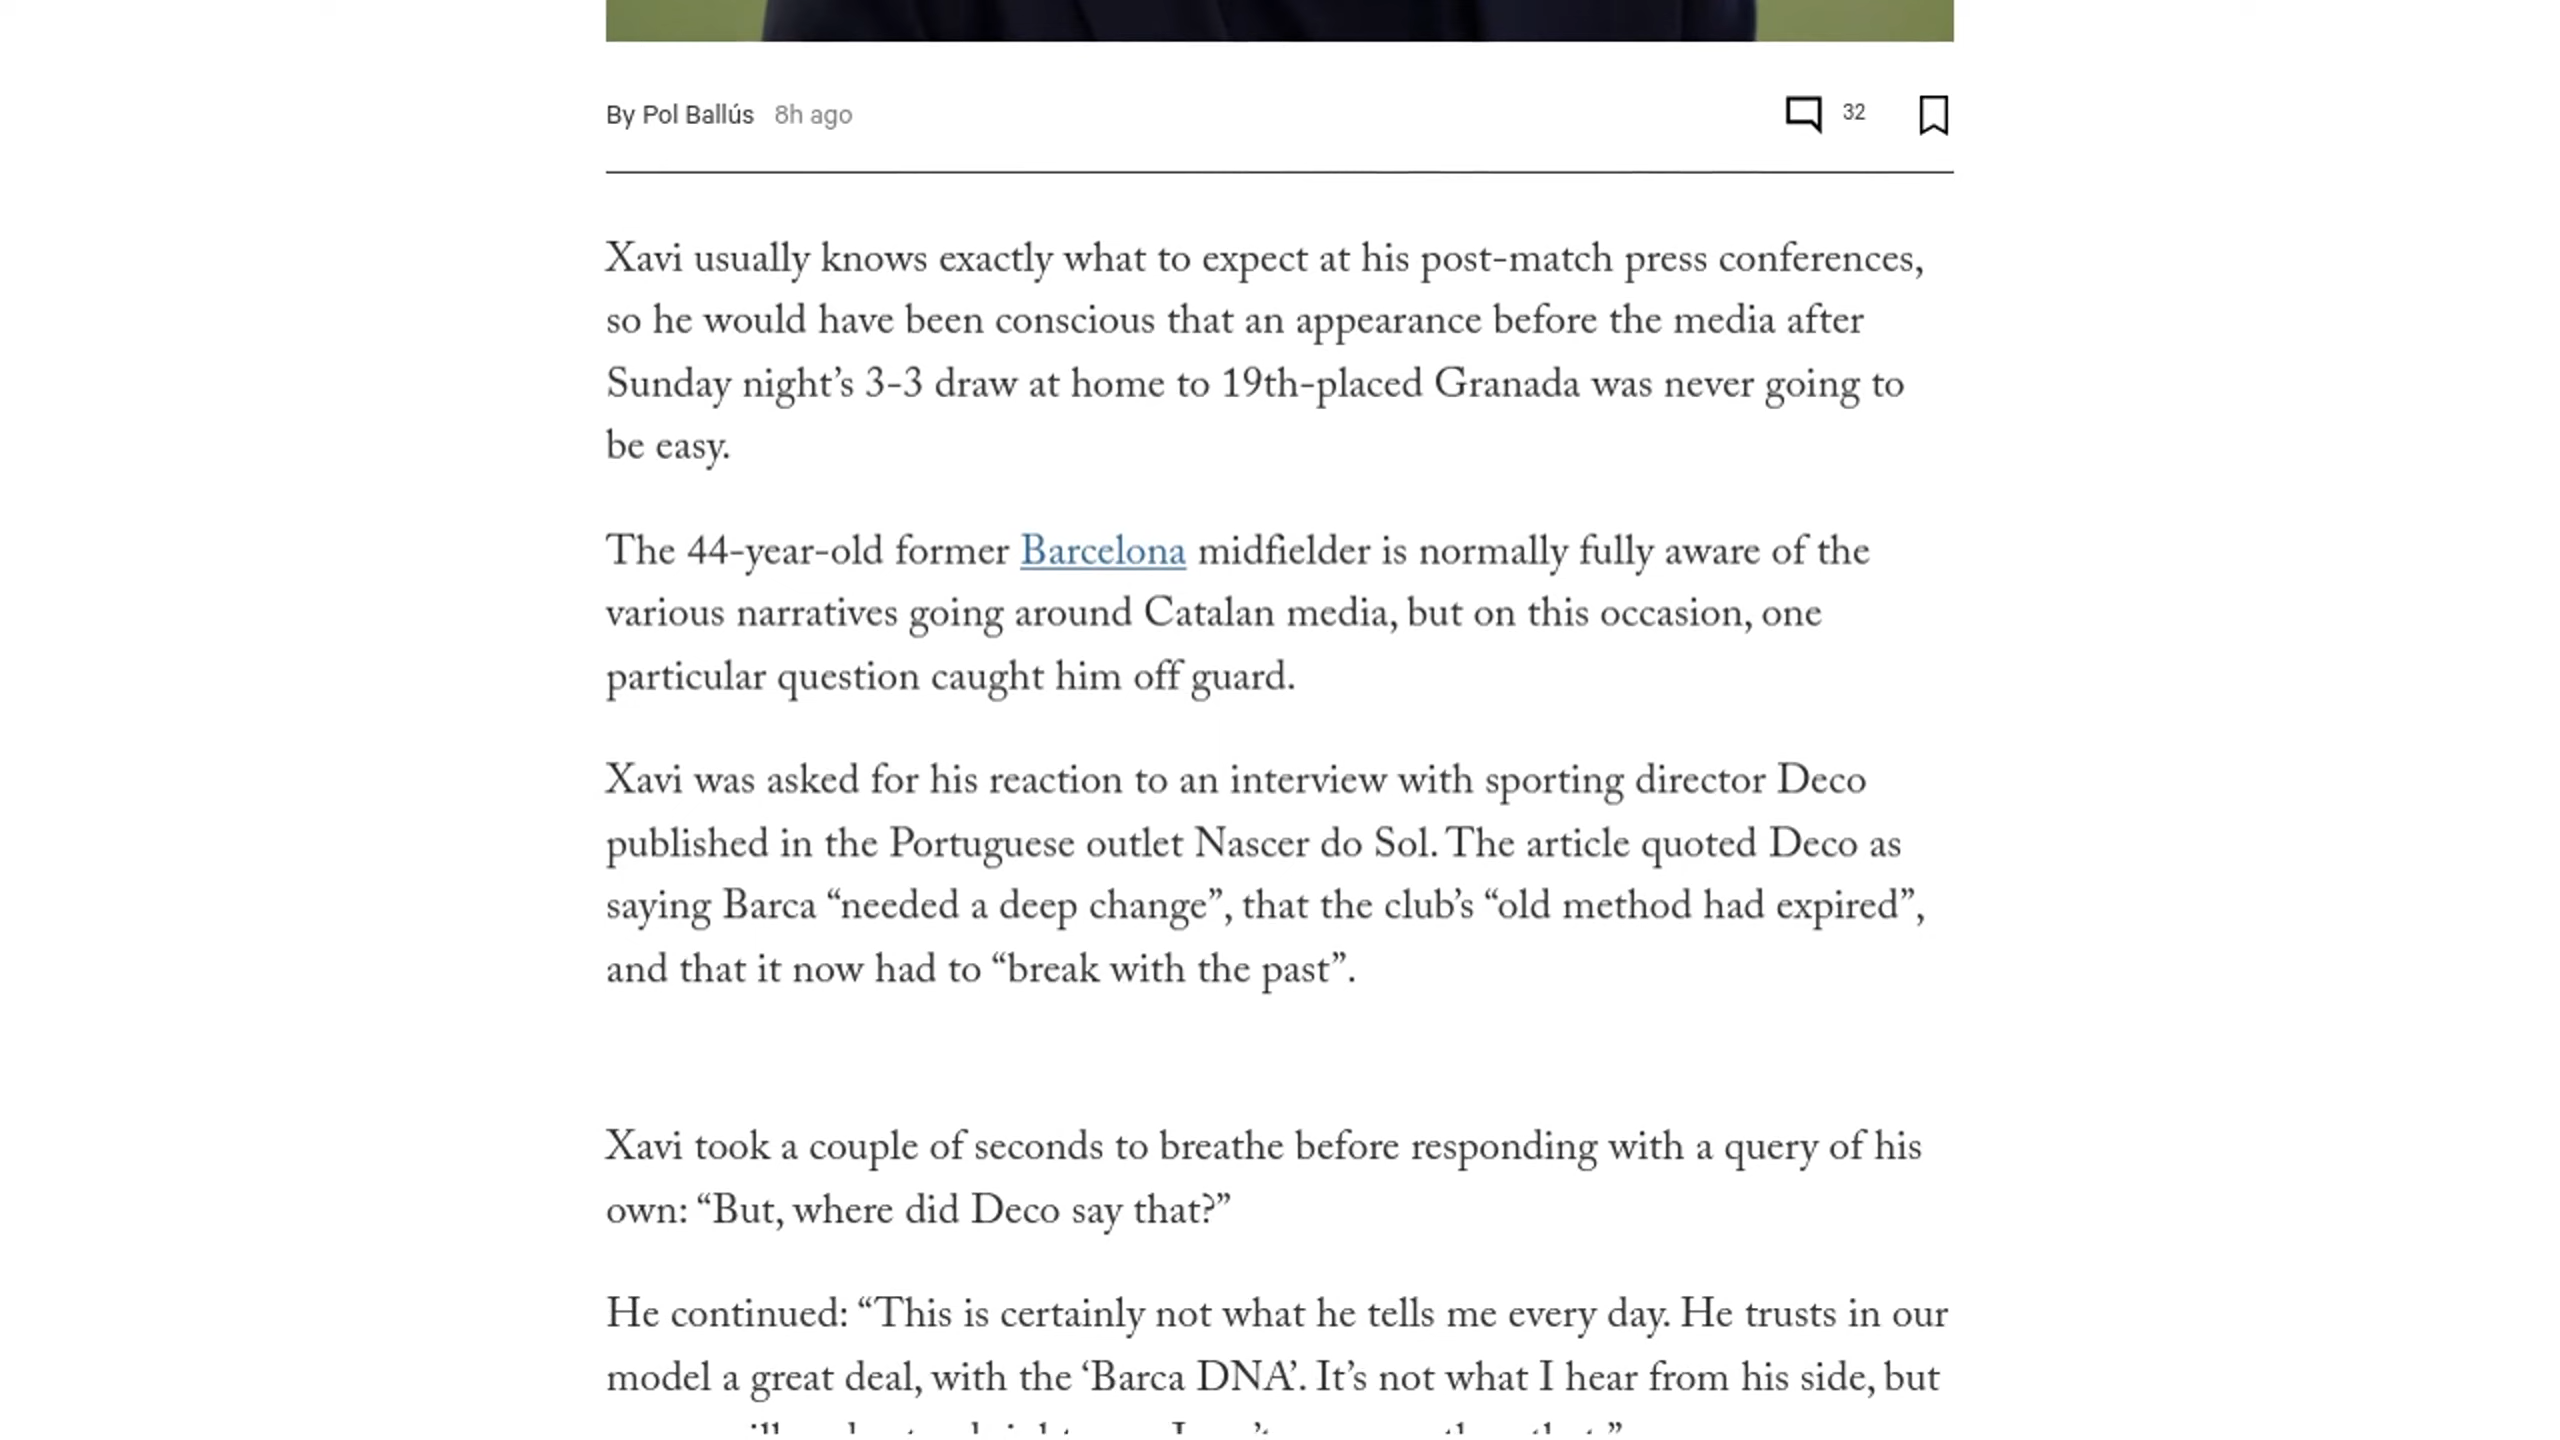 By Pol Ballús 8h ago 32
Xavi usually knows exactly what to expect at his post-match press conferences,
so he would have been conscious that an appearance before the media after
Sunday night’s 3-3 draw at home to 19th-placed Granada was never going to
be easy.
The 44-year-old former Barcelona midfielder is normally fully aware of the
various narratives going around Catalan media, but on this occasion, one
particular question caught him off guard.
Xavi was asked for his reaction to an interview with sporting director Deco
published in the Portuguese outlet Nascer do Sol. The article quoted Deco as
saying Barca “needed a deep change”, that the club’s “old method had expired”,
and that it now had to “break with the past”.
Xavi took a couple of seconds to breathe before responding with a query of his
own: “But, where did Deco say that?”
He continued: “This is certainly not what he tells me every day. He trusts in our
model a great deal, with the ‘Barca DNA’. It’s not what I hear from his side, but